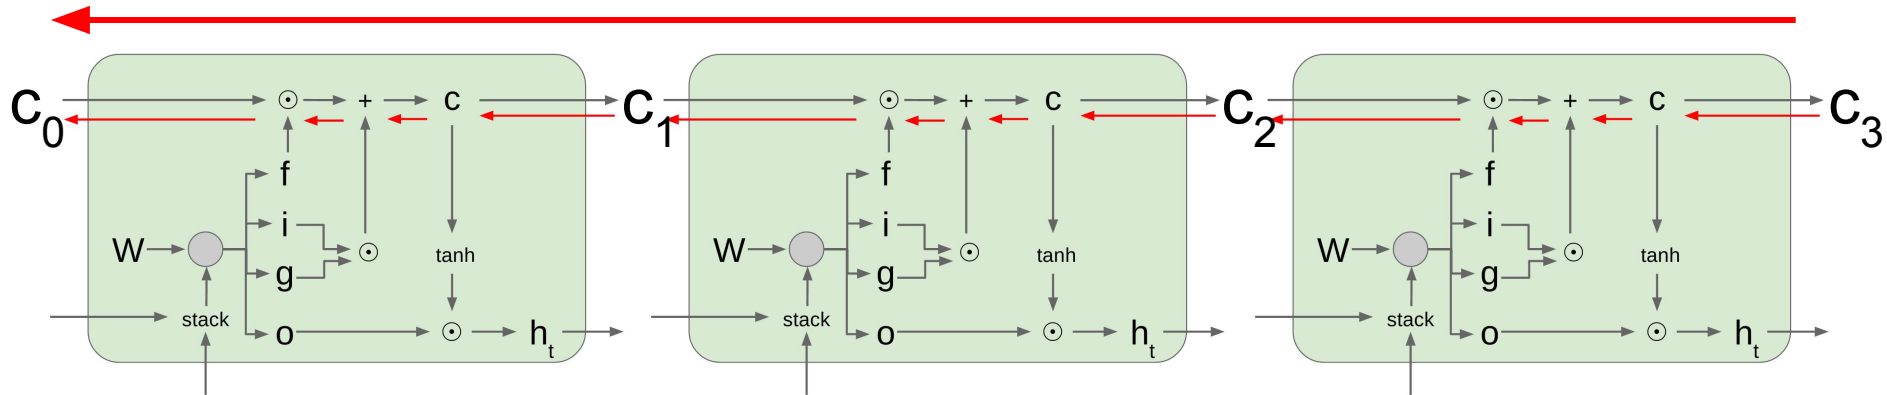 c0 ⊙ + c c1 ⊙ + c c2 ⊙ + c c3
f f f
i i i
W ⊙ tanh W ⊙ tanh W ⊙ tanh
g g g
stack stack stack
o ⊙ ht o ⊙ ht o ⊙ ht